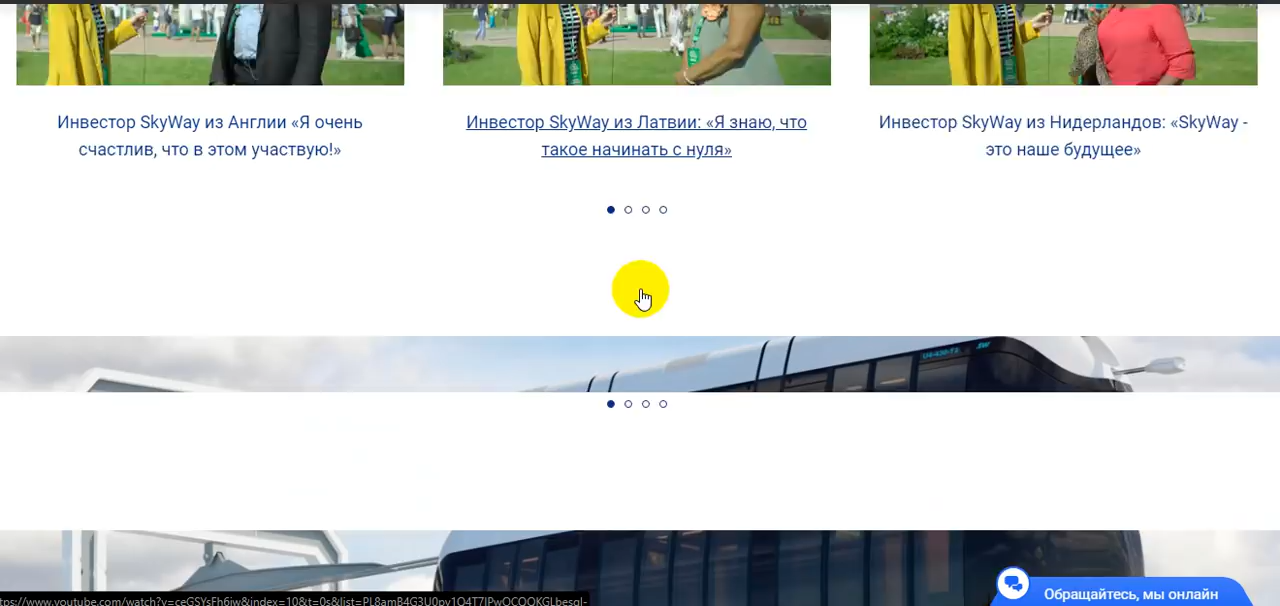 Инвестор SkyWay из Англии «Я очень
счастлив, что в этом участвую!»
Инвестор SkyWay из Латвии: «Я знаю, что
такое начинать с нуля»
Инвестор SkyWay из Нидерландов: «SkyWay -
это наше будущее»
Обращайтесь, мы онлайн